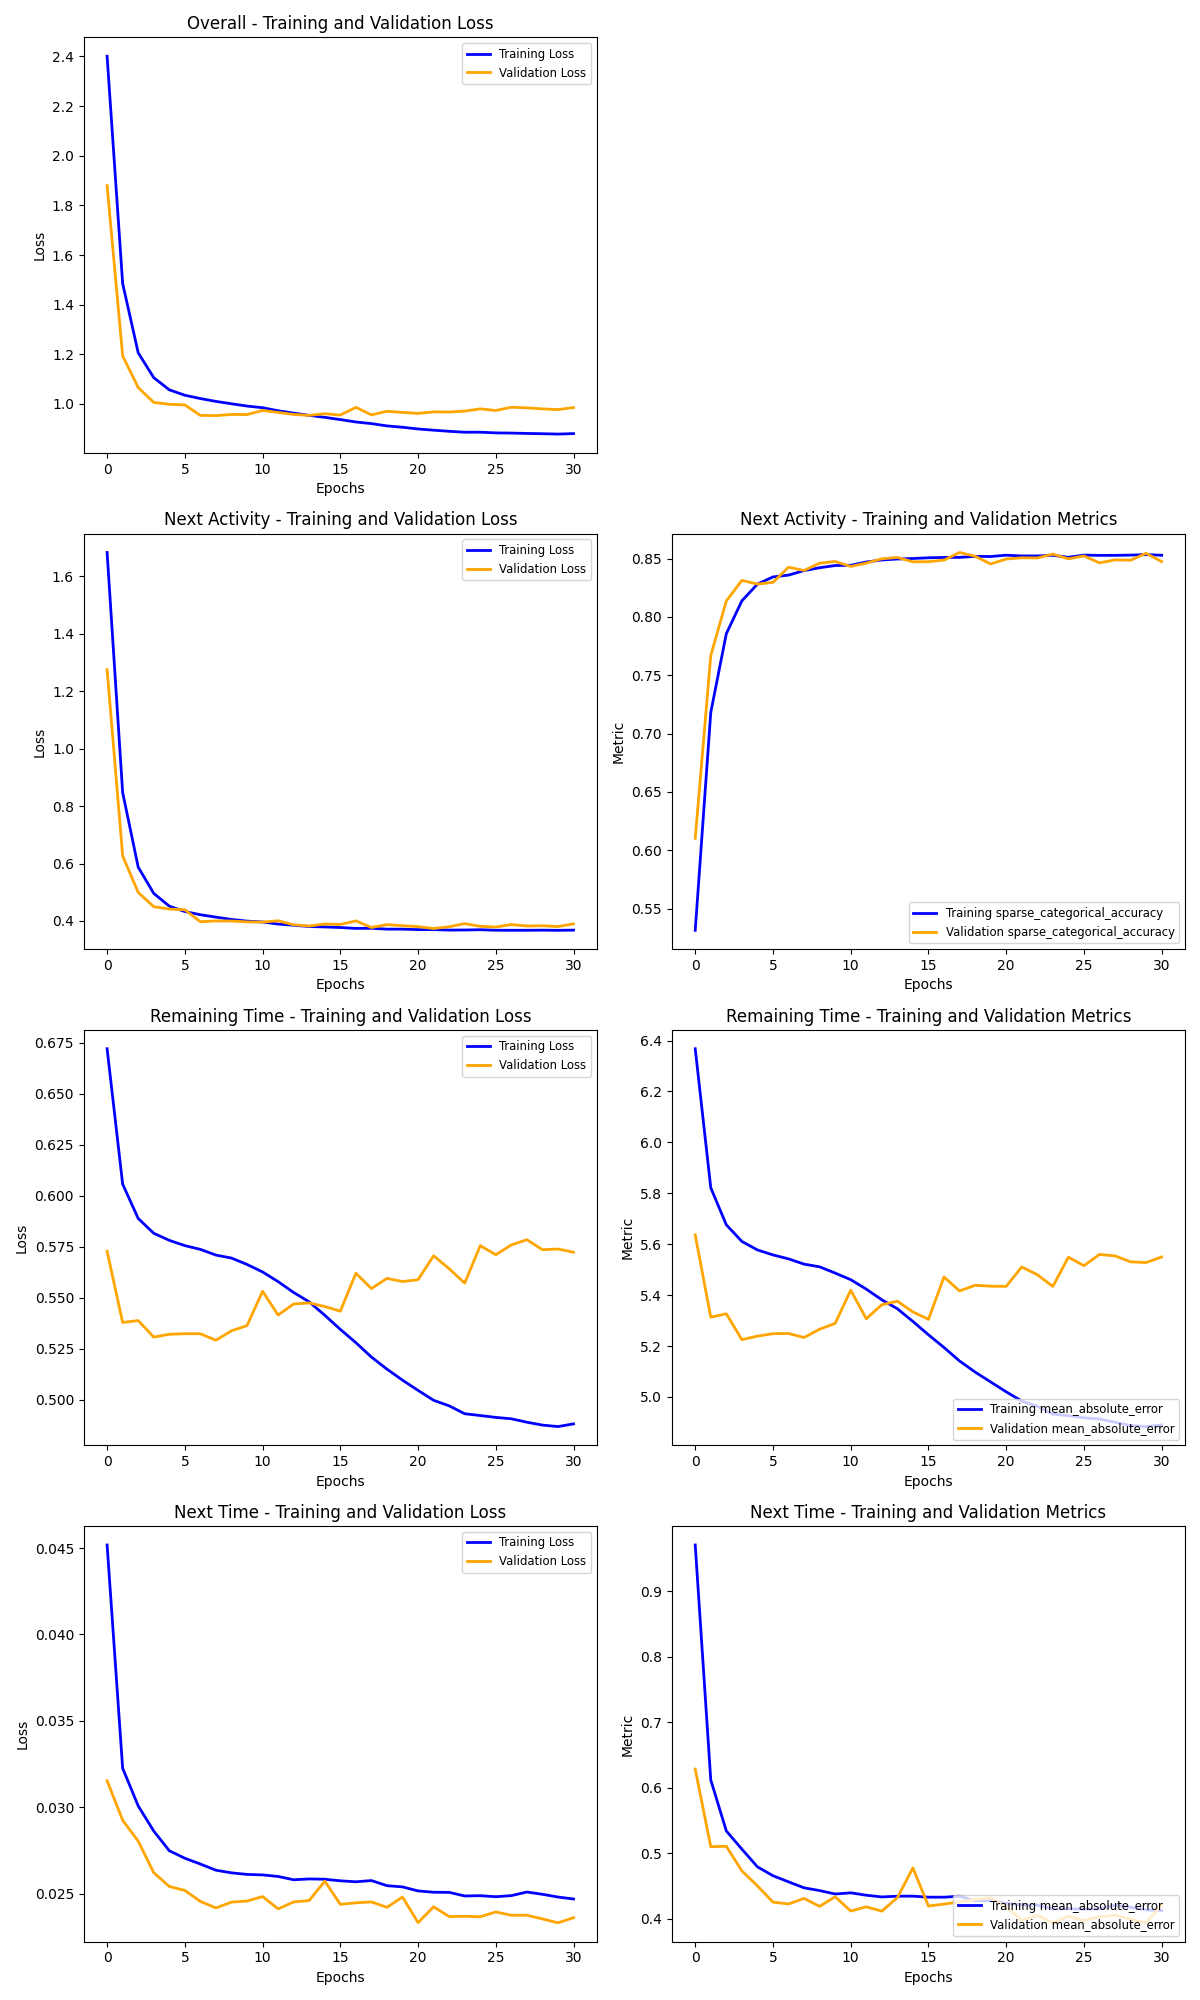 Overall - Training and Validation Loss
Training Loss
Validation Loss
Loss
2.4
2.2
2.0
1.8
1.6
1.4
1.2
1.0
0 5 10 15 20 25 30
Epochs
Next Activity - Training and Validation Loss
Training Loss
Validation Loss
Loss
1.6
1.4
1.2
1.0
0.8
0.6
0.4
0 5 10 15 20 25 30
Epochs
Next Activity - Training and Validation Metrics
Metric
0.85
0.80
0.75
0.70
0.65
0.60
0.55
Training sparse_categorical_accuracy
Validation sparse_categorical_accuracy
0 5 10 15 20 25 30
Epochs
Remaining Time - Training and Validation Loss
Training Loss
Validation Loss
Loss
0.675
0.650
0.625
0.600
0.575
0.550
0.525
0.500
0 5 10 15 20 25 30
Epochs
Remaining Time - Training and Validation Metrics
Metric
6.4
6.2
6.0
5.8
5.6
5.4
5.2
5.0
Training mean_absolute_error
Validation mean_absolute_error
0 5 10 15 20 25 30
Epochs
Next Time - Training and Validation Loss
Training Loss
Validation Loss
Loss
0.045
0.040
0.035
0.030
0.025
0 5 10 15 20 25 30
Epochs
Next Time - Training and Validation Metrics
Metric
0.9
0.8
0.7
0.6
0.5
0.4
Training mean_absolute_error
Validation mean_absolute_error
0 5 10 15 20 25 30
Epochs